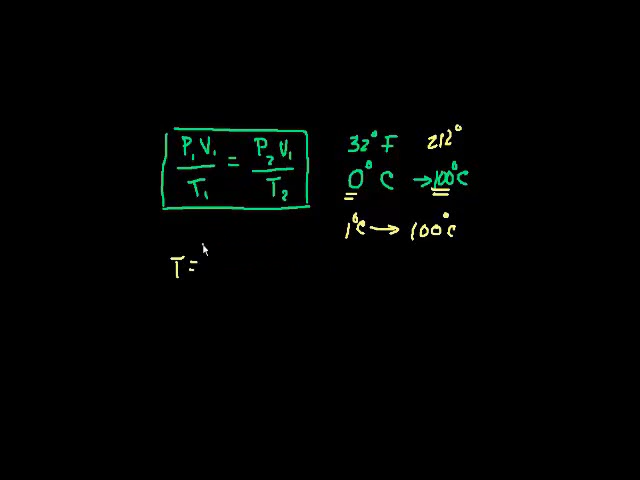 P₁V₁/T₁ = P₂V₁/T₂
32°F 212°
0°C → 100°C
1°C → 100°C
T =